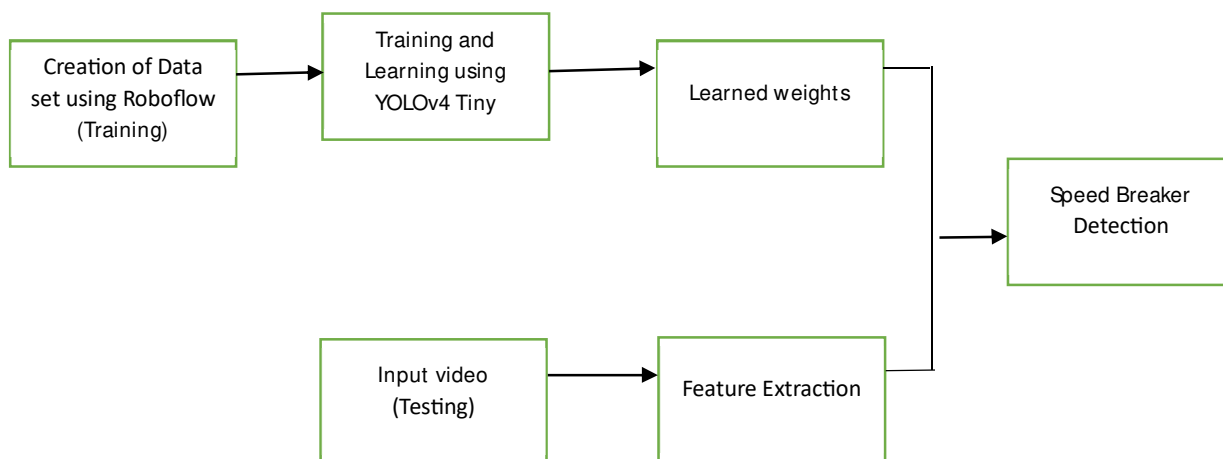 Creation of Data
set using Roboflow
(Training)
Training and
Learning using
YOLOv4 Tiny
Learned weights
Speed Breaker
Detection
Input video
(Testing)
Feature Extraction